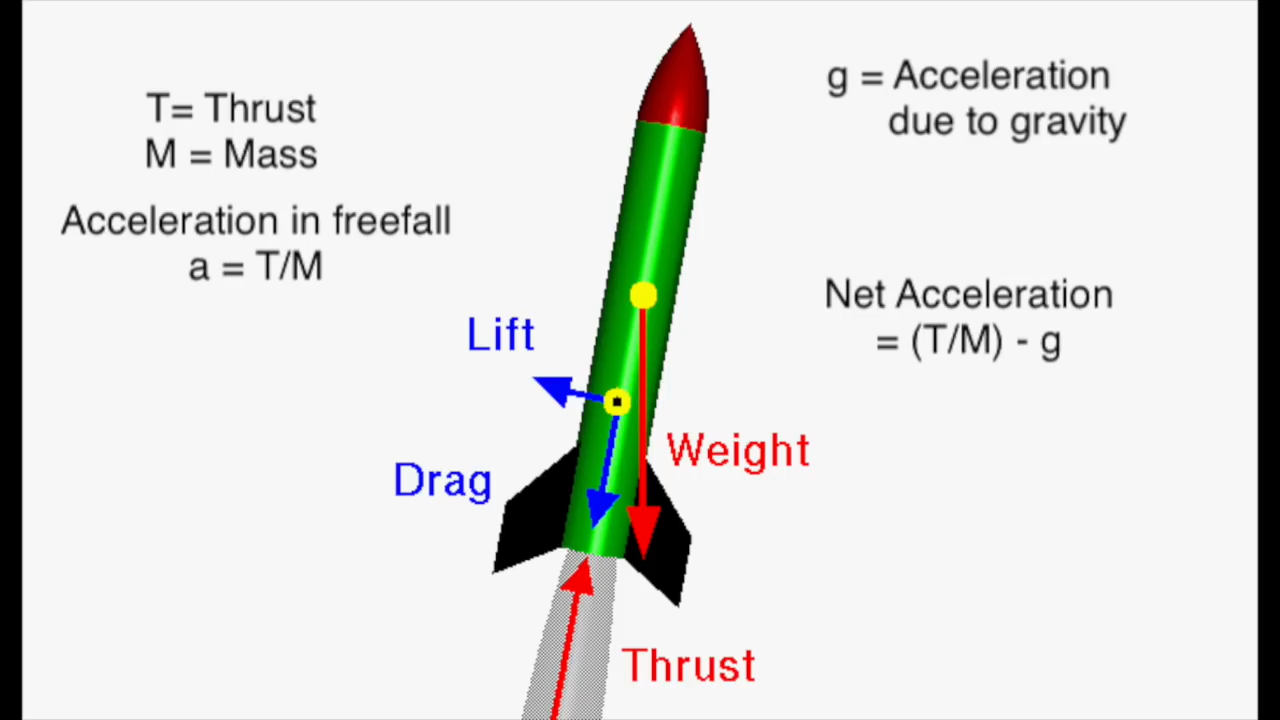 T= Thrust
M = Mass
Acceleration in freefall
a = T/M
g = Acceleration
due to gravity
Net Acceleration
= (T/M) - g
Lift
Drag
Weight
Thrust